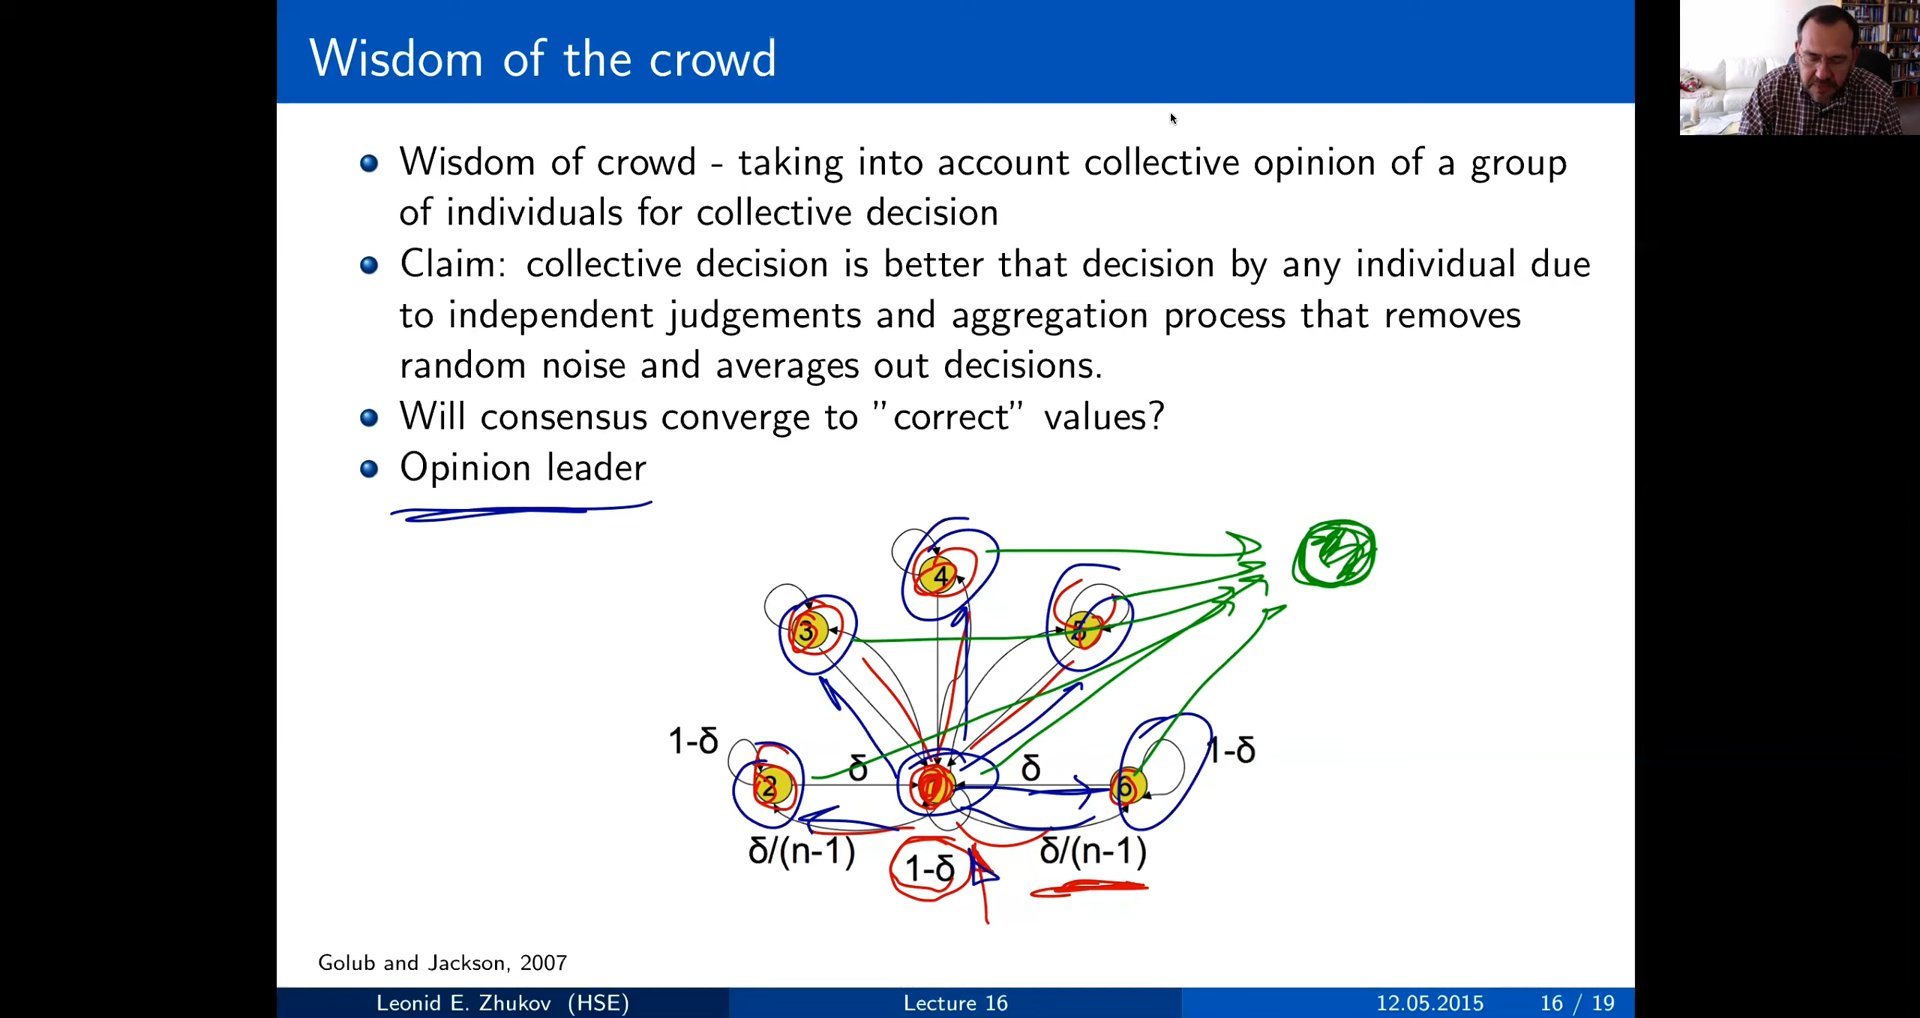 Wisdom of the crowd
Wisdom of crowd - taking into account collective opinion of a group
of individuals for collective decision
Claim: collective decision is better that decision by any individual due
to independent judgements and aggregation process that removes
random noise and averages out decisions.
Will consensus converge to "correct" values?
Opinion leader
4
3
5
1-δ
δ
δ
1-δ
2
1
6
δ/(n-1)
1-δ
δ/(n-1)
Golub and Jackson, 2007
Leonid E. Zhukov (HSE)
Lecture 16
12.05.2015
16 / 19